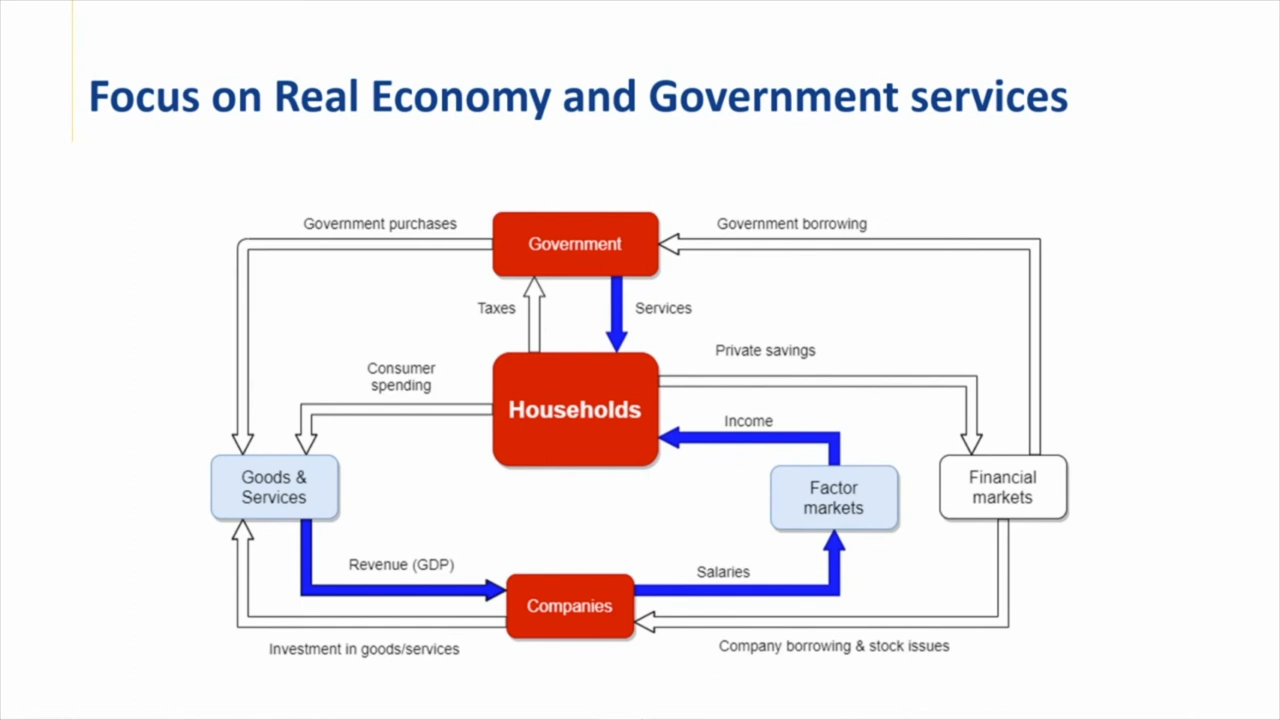 Focus on Real Economy and Government services
Government purchases
Government
Government borrowing
Taxes
Services
Private savings
Consumer
spending
Households
Income
Goods &
Services
Factor
markets
Financial
markets
Revenue (GDP)
Salaries
Companies
Investment in goods/services
Company borrowing & stock issues